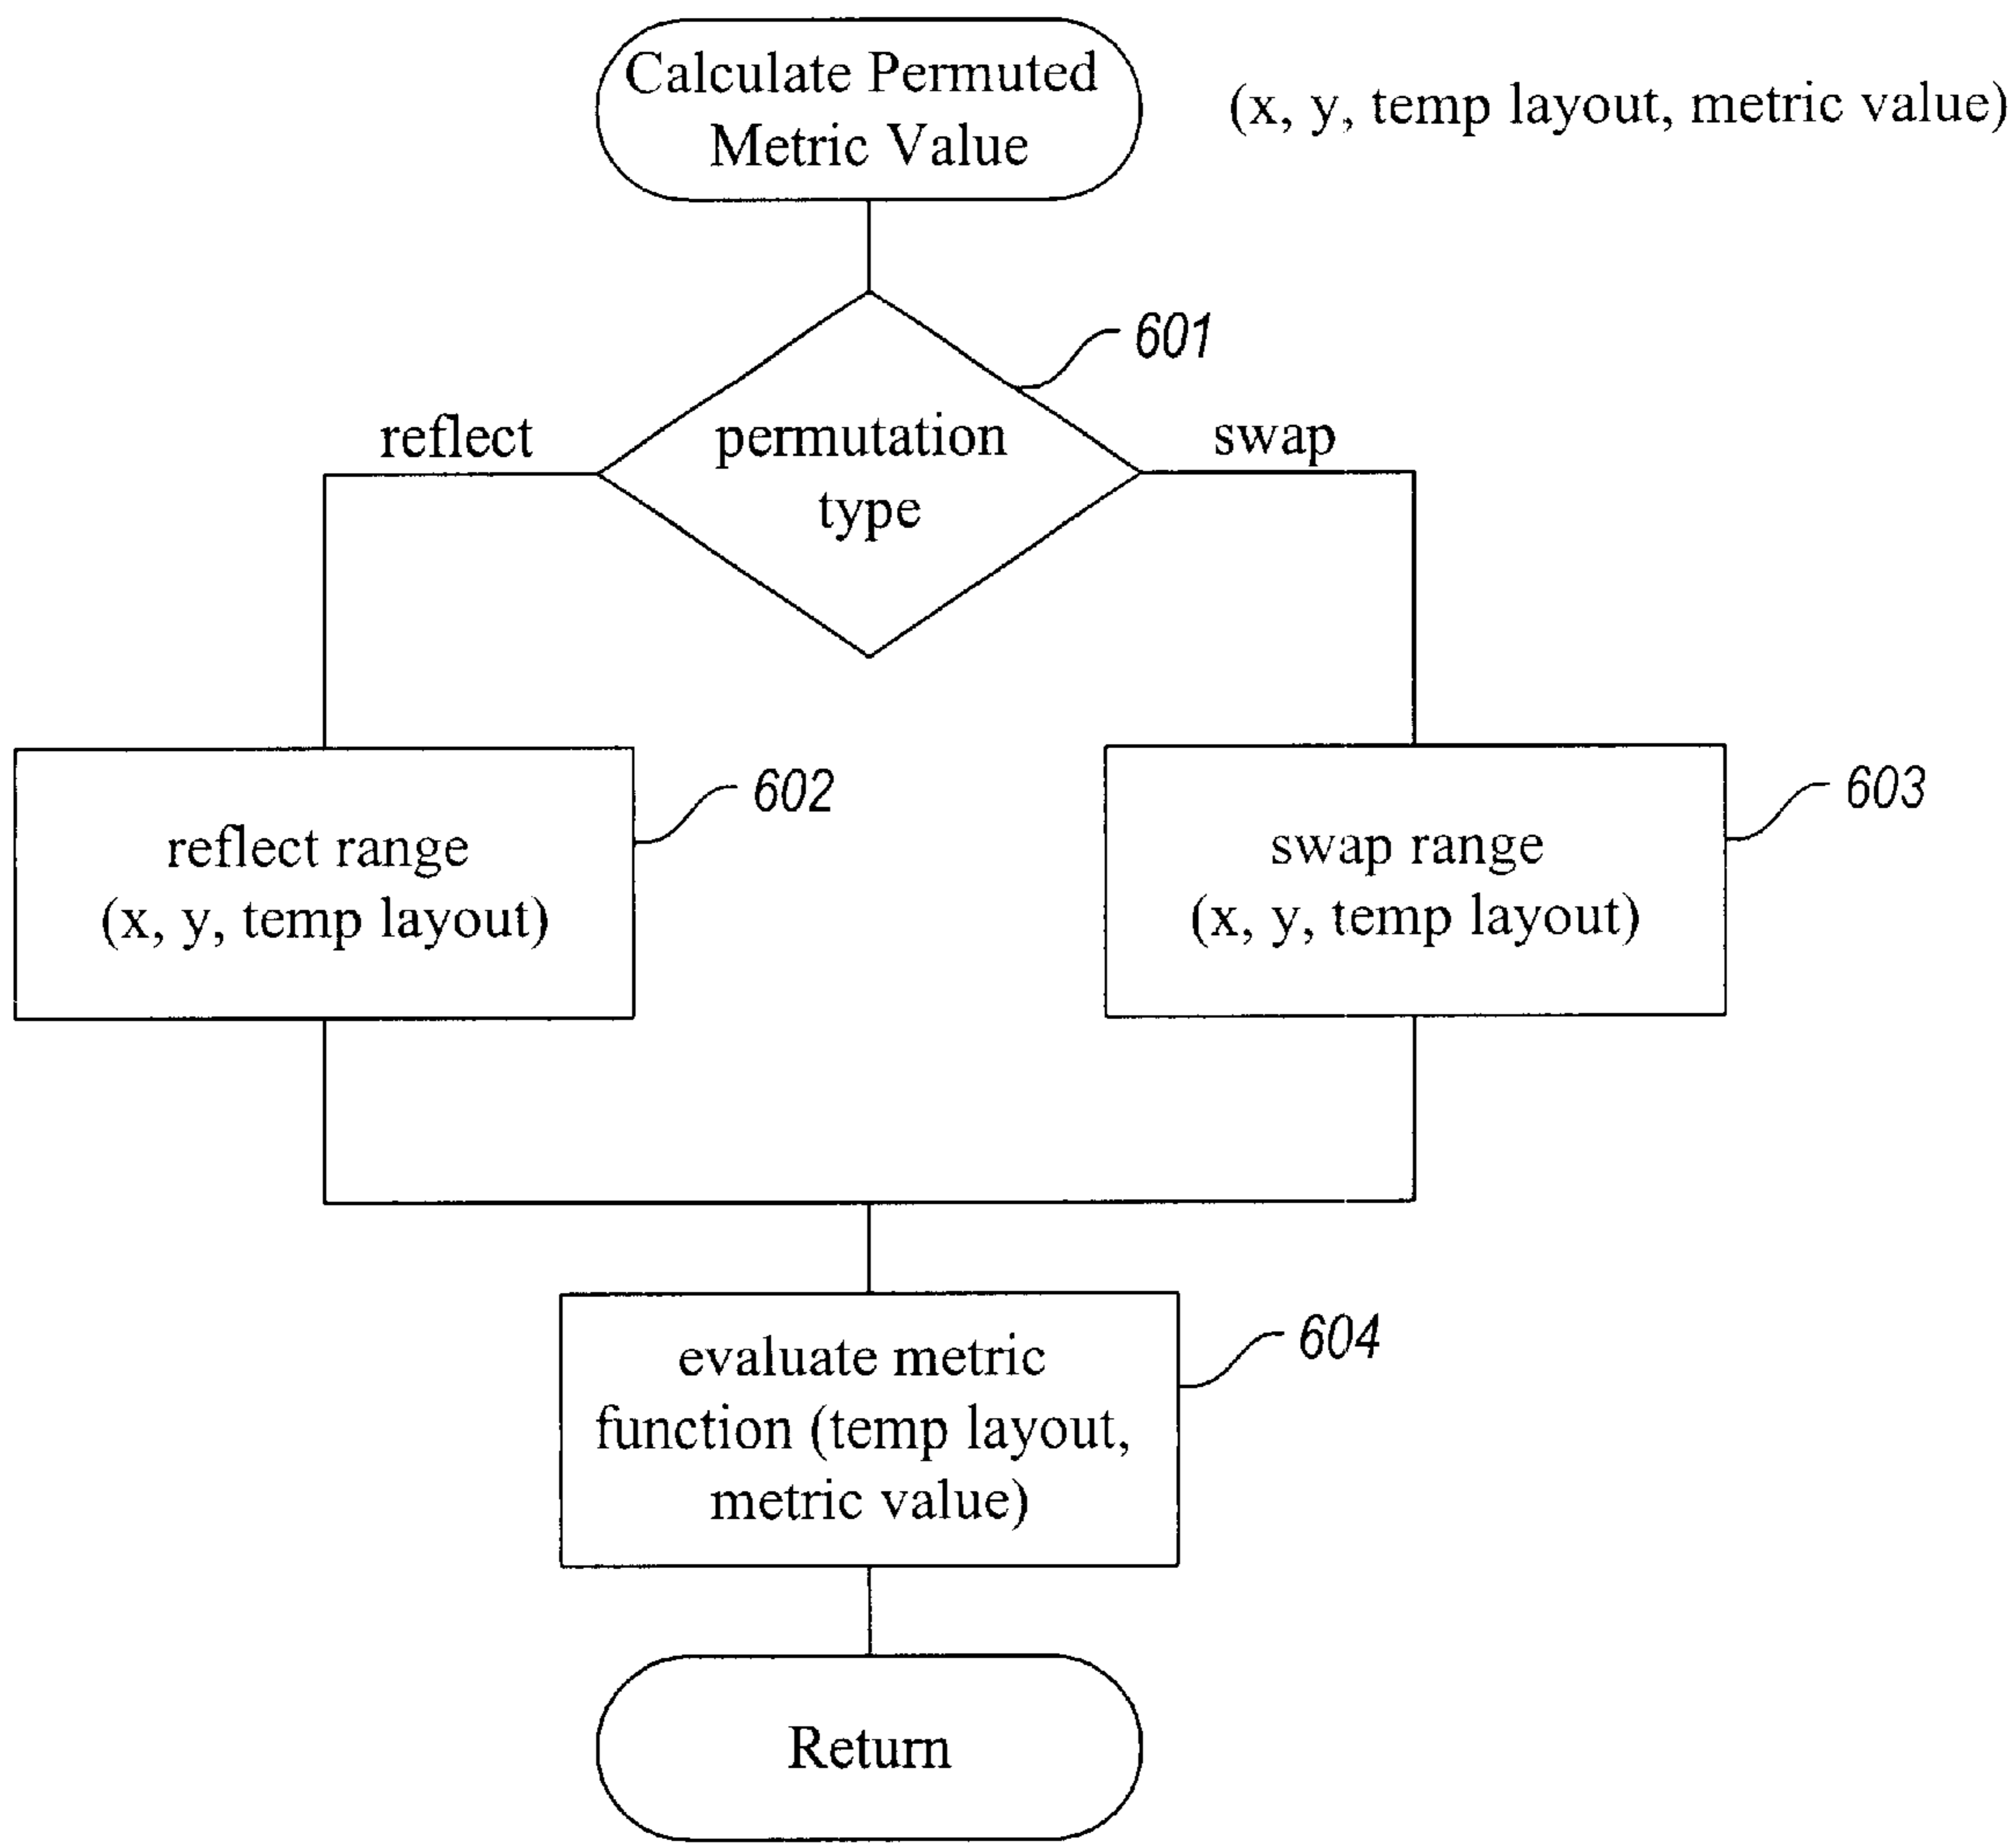 Calculate Permuted
Metric Value
(x, y, temp layout, metric value)
601
reflect
permutation
type
swap
602
reflect range
(x, y, temp layout)
603
swap range
(x, y, temp layout)
604
evaluate metric
function (temp layout,
metric value)
Return